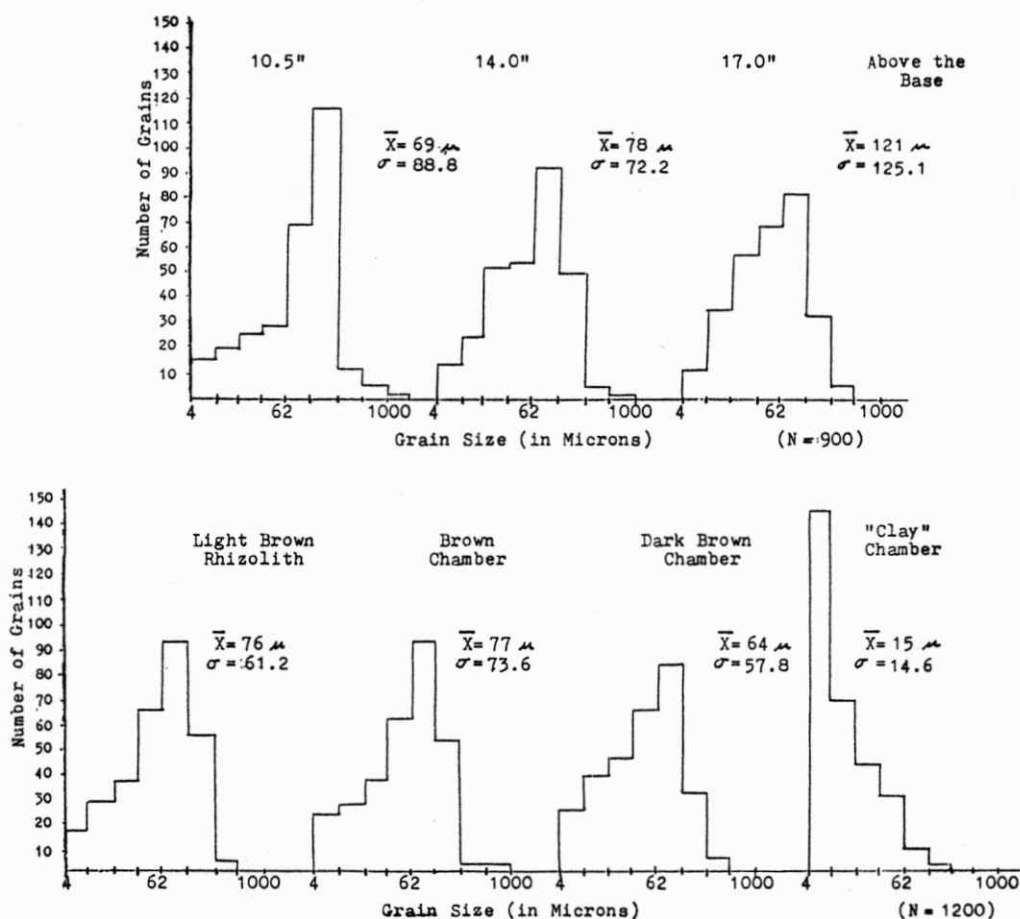 150
140
130
120
110
100
90
80
70
60
50
40
30
20
10
Number of Grains
10.5" 14.0" 17.0" Above the
Base
X̅= 69 μ X̅= 78 μ X̅= 121 μ
σ = 88.8 σ = 72.2 σ = 125.1
4 62 1000 4 62 1000 4 62 1000
Grain Size (in Microns) (N = 900)
150
140
130
120
110
100
90
80
70
60
50
40
30
20
10
Number of Grains
Light Brown Brown Dark Brown "Clay"
Rhizolith Chamber Chamber Chamber
X̅= 76 μ X̅= 77 μ X̅= 64 μ X̅= 15 μ
σ = 61.2 σ = 73.6 σ = 57.8 σ = 14.6
4 62 1000 4 62 1000 4 62 1000 4 62 1000
Grain Size (in Microns) (N = 1200)